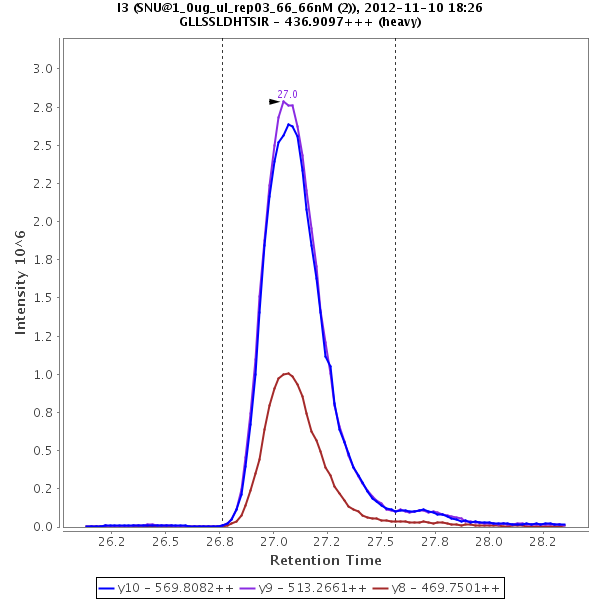 I3 (SNU@1_0ug_ul_rep03_66_66nM (2)), 2012-11-10 18:26
GLLSSLDHTSIR - 436.9097+++ (heavy)
27.0
3.0
2.8
2.5
2.2
2.0
1.8
1.5
1.2
1.0
0.8
0.5
0.2
0.0
Intensity 10^6
26.2 26.5 26.8 27.0 27.2 27.5 27.8 28.0 28.2
Retention Time
y10 - 569.8082++ y9 - 513.2661++ y8 - 469.7501++